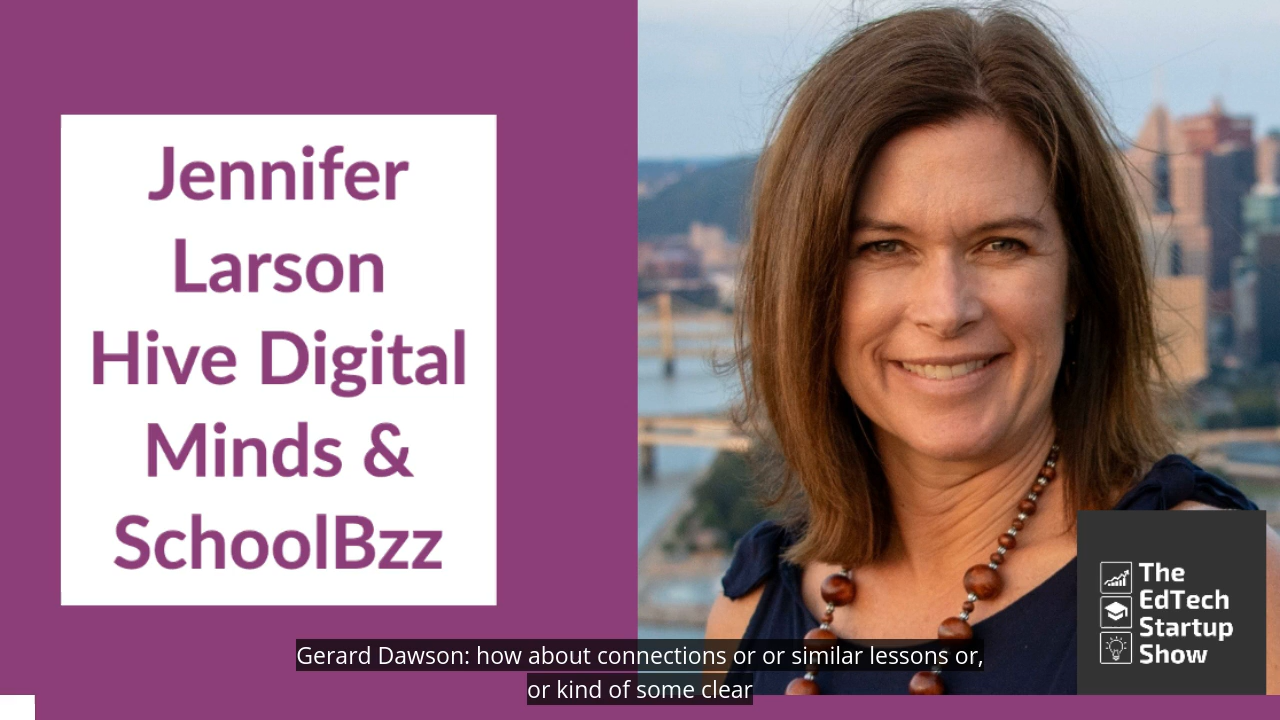 Jennifer
Larson
Hive Digital
Minds &
SchoolBzz
The
EdTech
Startup
Show
Gerard Dawson: how about connections or or similar lessons or,
or kind of some clear